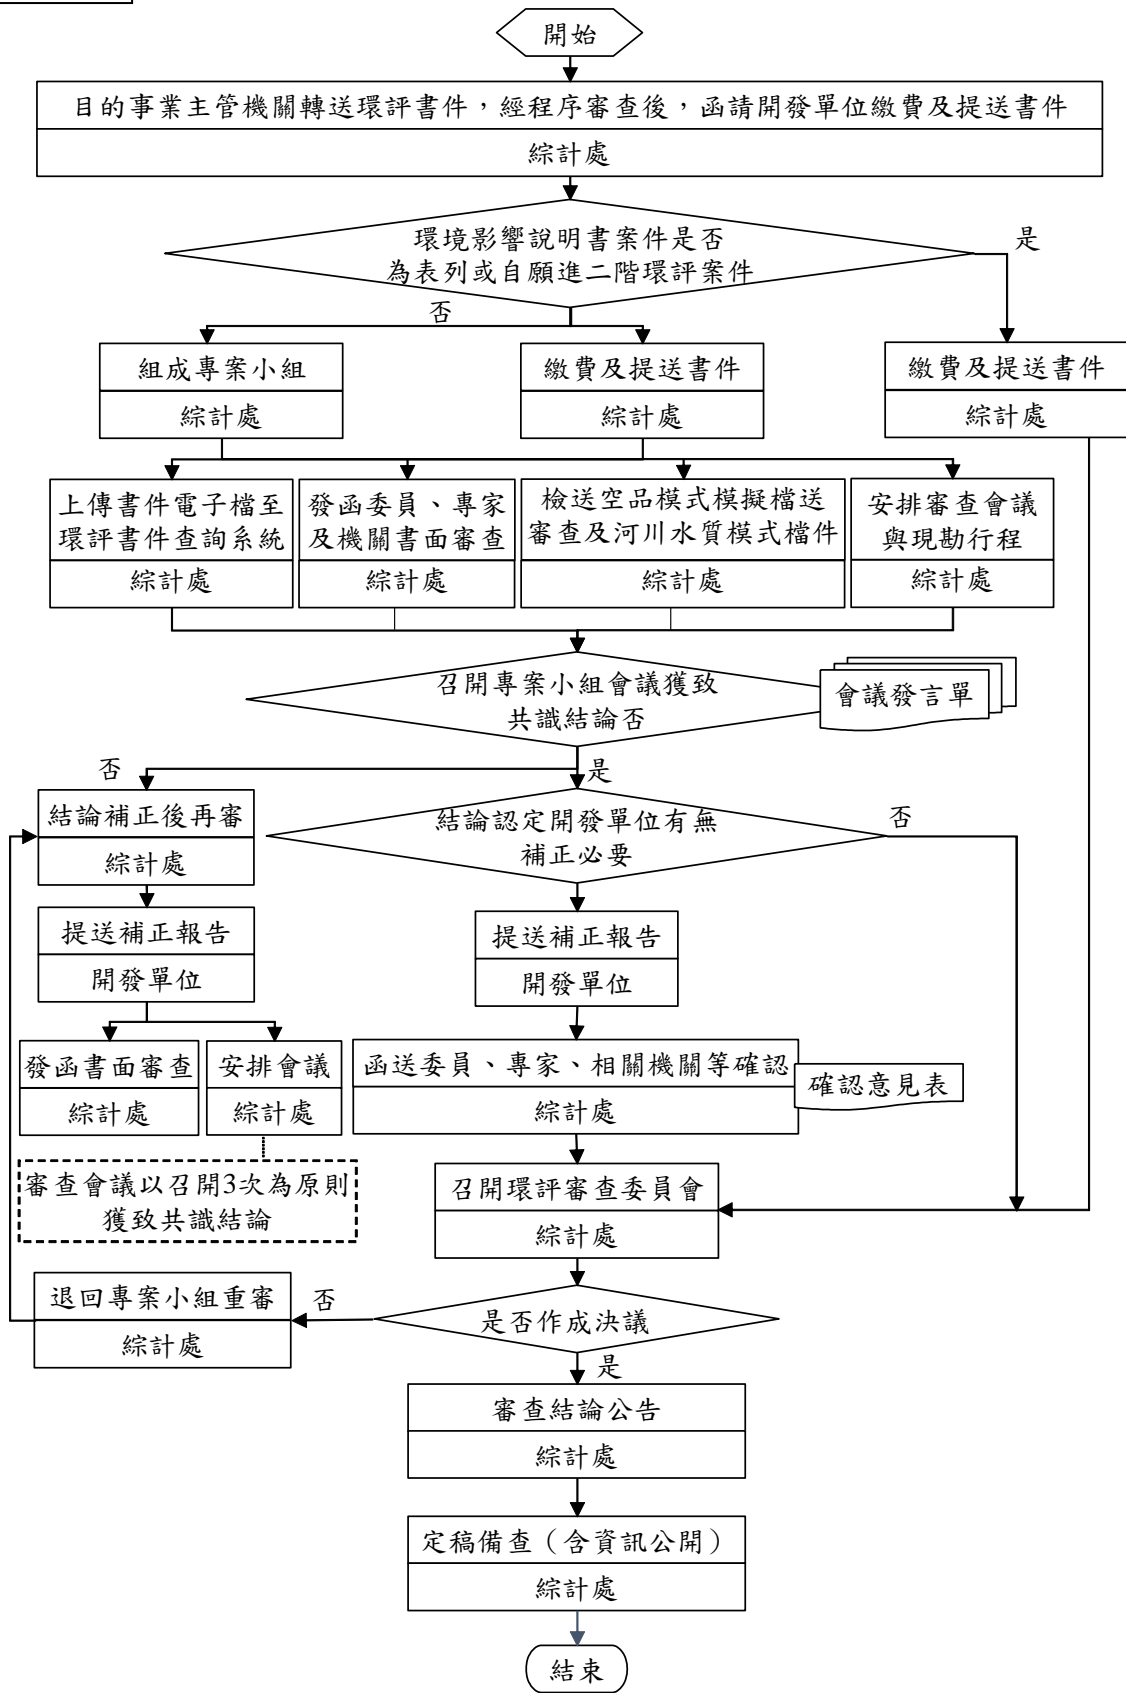 開始
目的事業主管機關轉送環評書件，經程序審查後，函請開發單位繳費及提送書件
綜計處
環境影響說明書案件是否
為表列或自願進二階環評案件
是
否
組成專案小組
綜計處
繳費及提送書件
綜計處
繳費及提送書件
綜計處
上傳書件電子檔至
環評書件查詢系統
綜計處
發函委員、專家
及機關書面審查
綜計處
檢送空品模式模擬檔送
審查及河川水質模式檔件
綜計處
安排審查會議
與現勘行程
綜計處
召開專案小組會議獲致
共識結論否
會議發言單
否
是
結論補正後再審
綜計處
結論認定開發單位有無
補正必要
否
提送補正報告
開發單位
提送補正報告
開發單位
發函書面審查
綜計處
安排會議
綜計處
函送委員、專家、相關機關等確認
綜計處
確認意見表
審查會議以召開3次為原則
獲致共識結論
召開環評審查委員會
綜計處
退回專案小組重審
綜計處
否
是否作成決議
是
審查結論公告
綜計處
定稿備查（含資訊公開）
綜計處
結束